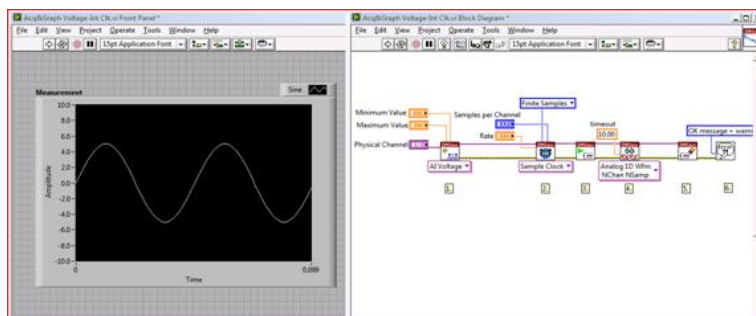 Acq&Graph Voltage-Int Clk.vi Front Panel *
File Edit View Project Operate Tools Window Help
15pt Application Font
Measurement
Sine
Amplitude
10.0
8.0
6.0
4.0
2.0
0.0
-2.0
-4.0
-6.0
-8.0
-10.0
0
0.099
Time
Acq&Graph Voltage-Int Clk.vi Block Diagram *
File Edit View Project Operate Tools Window Help
15pt Application Font
Minimum Value
Maximum Value
Physical Channel
AI Voltage
Samples per Channel
Rate
Finite Samples
Sample Clock
timeout
10.00
Analog 1D Wfm
NChan NSamp
OK message + warni
1.
2.
3.
4.
5.
6.